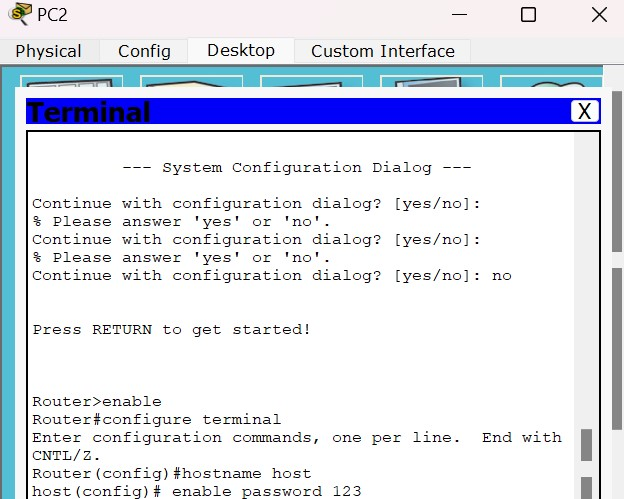 PC2
Physical Config Desktop Custom Interface
Terminal X
--- System Configuration Dialog ---
Continue with configuration dialog? [yes/no]:
% Please answer 'yes' or 'no'.
Continue with configuration dialog? [yes/no]:
% Please answer 'yes' or 'no'.
Continue with configuration dialog? [yes/no]: no
Press RETURN to get started!
Router>enable
Router#configure terminal
Enter configuration commands, one per line.  End with
CNTL/Z.
Router(config)#hostname host
host(config)# enable password 123